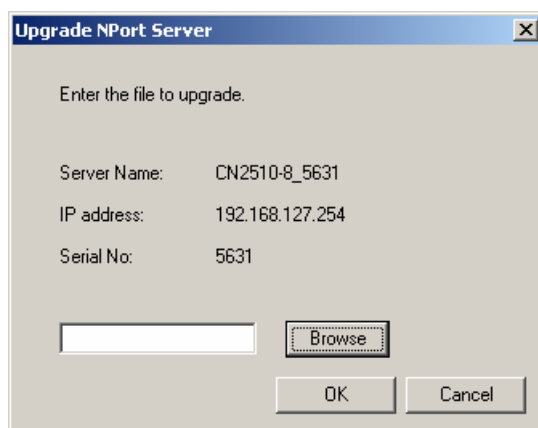 Upgrade NPort Server
Enter the file to upgrade.
Server Name: CN2510-8_5631
IP address: 192.168.127.254
Serial No: 5631
Browse
OK Cancel